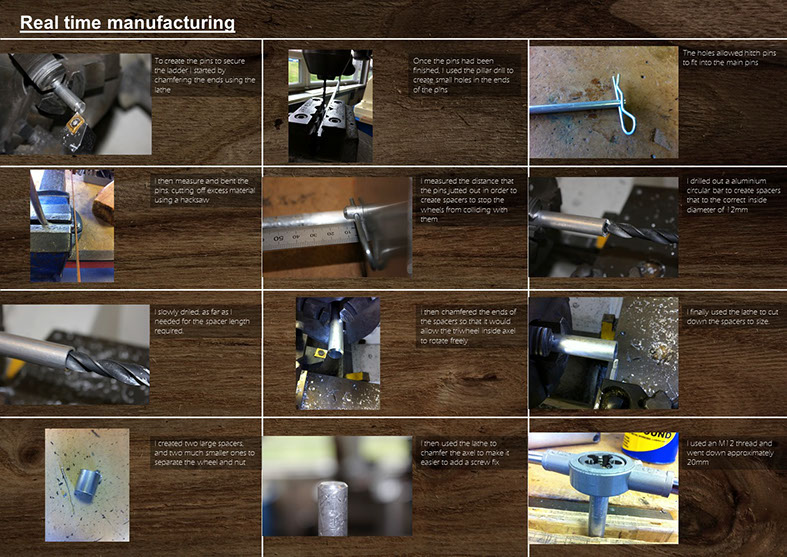 Real time manufacturing
To create the pins to secure
the ladder i started by
chamfering the ends using the
lathe
Once the pins had been
finished, I used the pillar drill to
create small holes in the ends
of the pins
The holes allowed hitch pins
to fit into the main pins
I then measure and bent the
pins, cutting off excess material
using a hacksaw
I measured the distance that
the pins jutted out in order to
create spacers to stop the
wheels from colliding with
them
I drilled out a aluminium
circular bar to create spacers
that to the correct inside
diameter of 12mm
I slowly drilled, as far as I
needed for the spacer length
required.
I then chamfered the ends of
the spacers so that it would
allow the triwheel inside axel
to rotate freely
I finally used the lathe to cut
down the spacers to size.
I created two large spacers,
and two much smaller ones to
separate the wheel and nut
I then used the lathe to
chamfer the axel to make it
easier to add a screw fix
I used an M12 thread and
went down approximately
20mm
50 40 30 20
OUND